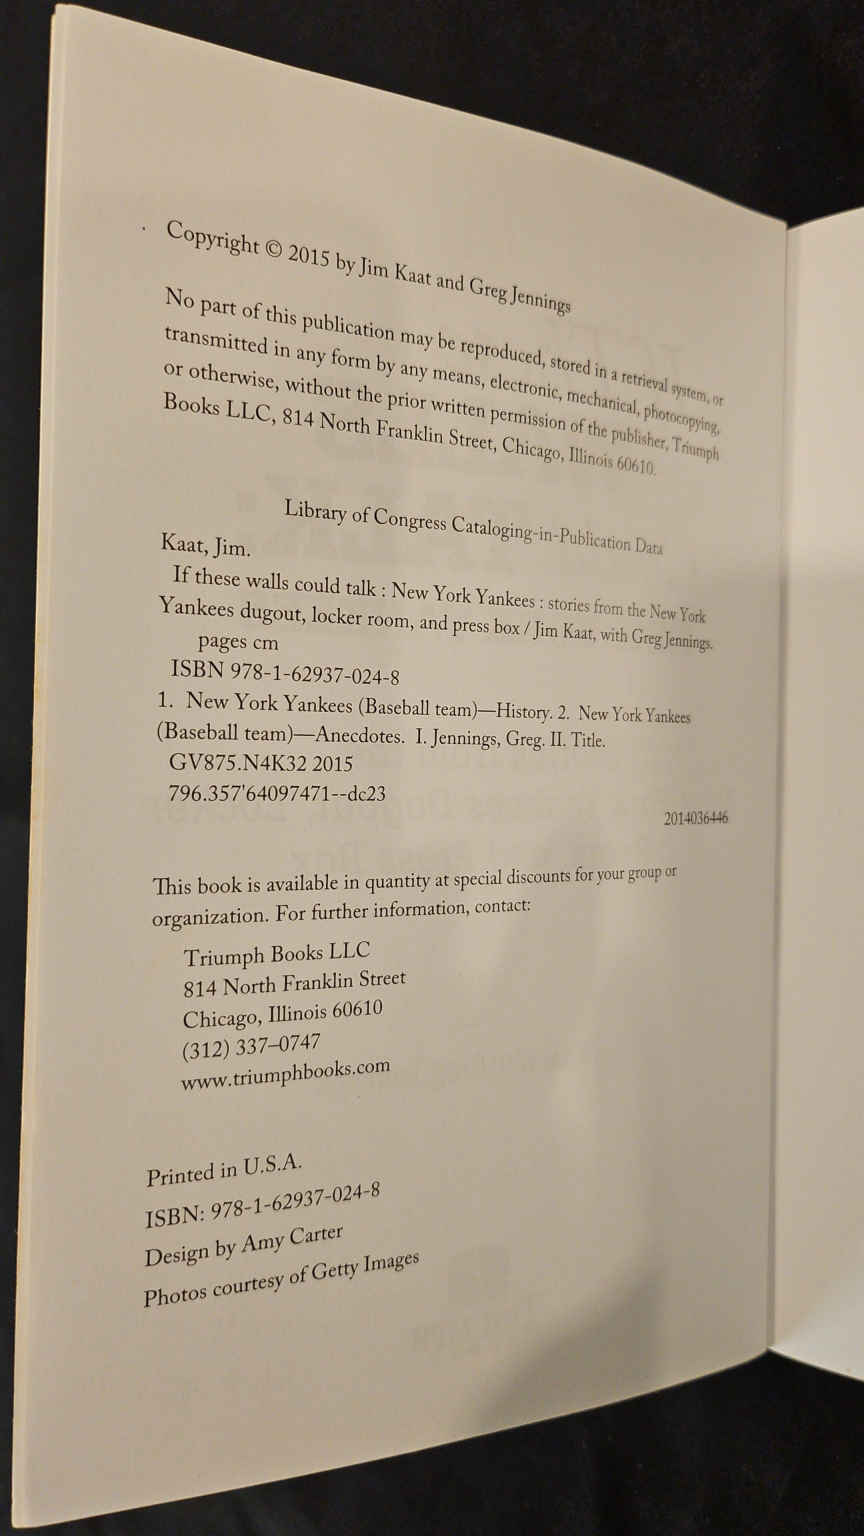 Copyright © 2015 by Jim Kaat and Greg Jennings
No part of this publication may be reproduced, stored in a retrieval system, or
transmitted in any form by any means, electronic, mechanical, photocopying,
or otherwise, without the prior written permission of the publisher, Triumph
Books LLC, 814 North Franklin Street, Chicago, Illinois 60610.
Library of Congress Cataloging-in-Publication Data
Kaat, Jim.
If these walls could talk : New York Yankees : stories from the New York
Yankees dugout, locker room, and press box / Jim Kaat, with Greg Jennings.
pages cm
ISBN 978-1-62937-024-8
1. New York Yankees (Baseball team)—History. 2. New York Yankees
(Baseball team)—Anecdotes. I. Jennings, Greg. II. Title.
GV875.N4K32 2015
796.357'64097471--dc23
2014036446
This book is available in quantity at special discounts for your group or
organization. For further information, contact:
Triumph Books LLC
814 North Franklin Street
Chicago, Illinois 60610
(312) 337–0747
www.triumphbooks.com
Printed in U.S.A.
ISBN: 978-1-62937-024-8
Design by Amy Carter
Photos courtesy of Getty Images